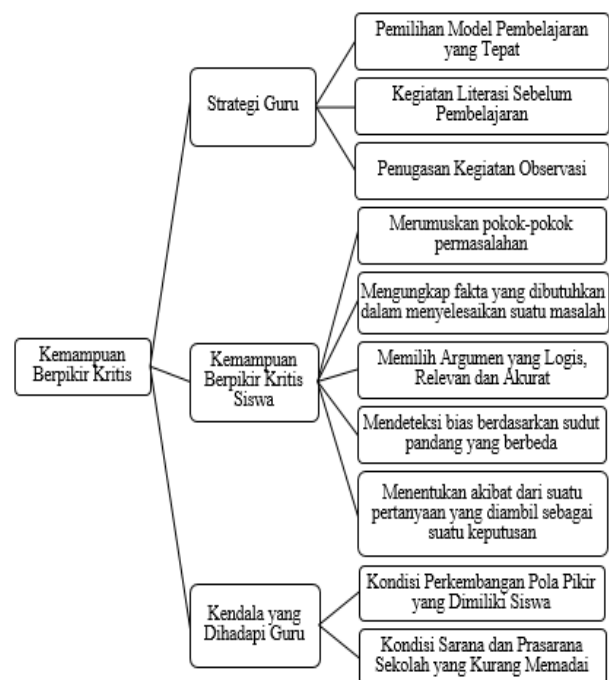 Kemampuan
Berpikir Kritis
Strategi Guru
Pemilihan Model Pembelajaran
yang Tepat
Kegiatan Literasi Sebelum
Pembelajaran
Penugasan Kegiatan Observasi
Kemampuan
Berpikir Kritis
Siswa
Merumuskan pokok-pokok
permasalahan
Mengungkap fakta yang dibutuhkan
dalam menyelesaikan suatu masalah
Memilih Argumen yang Logis,
Relevan dan Akurat
Mendeteksi bias berdasarkan sudut
pandang yang berbeda
Menentukan akibat dari suatu
pertanyaan yang diambil sebagai
suatu keputusan
Kendala yang
Dihadapi Guru
Kondisi Perkembangan Pola Pikir
yang Dimiliki Siswa
Kondisi Sarana dan Prasarana
Sekolah yang Kurang Memadai